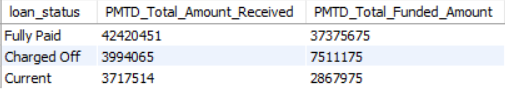 loan_status PMTD_Total_Amount_Received PMTD_Total_Funded_Amount
Fully Paid 42420451 37375675
Charged Off 3994065 7511175
Current 3717514 2867975